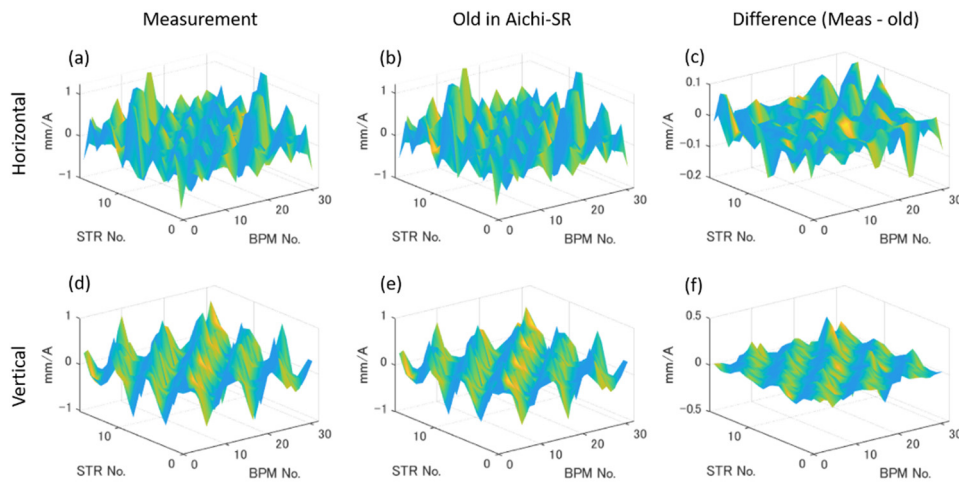 Measurement
Old in Aichi-SR
Difference (Meas - old)
Horizontal
(a)
1
0
-1
mm/A
10
0
STR No.
0
10
20
30
BPM No.
(b)
1
0
-1
mm/A
10
0
STR No.
0
10
20
30
BPM No.
(c)
0.1
0
-0.1
-0.2
mm/A
10
0
STR No.
0
10
20
30
BPM No.
Vertical
(d)
1
0
-1
mm/A
10
0
STR No.
0
10
20
30
BPM No.
(e)
1
0
-1
mm/A
10
0
STR No.
0
10
20
30
BPM No.
(f)
0.5
0
-0.5
mm/A
10
0
STR No.
0
10
20
30
BPM No.